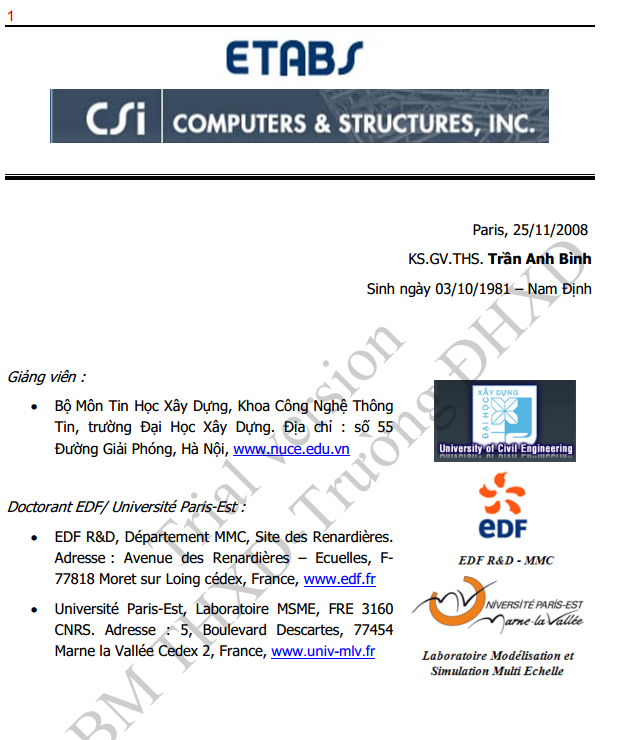 1
ETABS
CSi COMPUTERS & STRUCTURES, INC.
Paris, 25/11/2008
KS.GV.THS. Trần Anh Bình
Sinh ngày 03/10/1981 – Nam Định
Giảng viên :
• Bộ Môn Tin Học Xây Dựng, Khoa Công Nghệ Thông
Tin, trường Đại Học Xây Dựng. Địa chỉ : số 55
Đường Giải Phóng, Hà Nội, www.nuce.edu.vn
XÂY DỰNG
ĐẠI HỌC
University of Civil Engineering
Doctorant EDF/ Université Paris-Est :
• EDF R&D, Département MMC, Site des Renardières.
Adresse : Avenue des Renardières – Ecuelles, F-
77818 Moret sur Loing cédex, France, www.edf.fr
• Université Paris-Est, Laboratoire MSME, FRE 3160
CNRS. Adresse : 5, Boulevard Descartes, 77454
Marne la Vallée Cedex 2, France, www.univ-mlv.fr
eDF
EDF R&D - MMC
UNIVERSITÉ PARIS-EST
Marne-la-Vallée
Laboratoire Modélisation et
Simulation Multi Echelle
Trial version
BM THXD-Trường ĐHXD